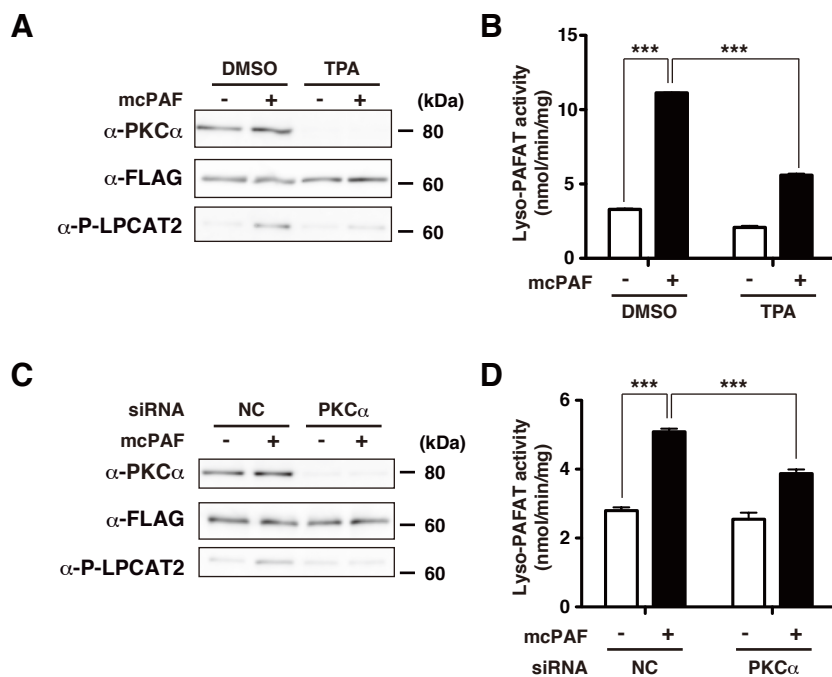 A
DMSO TPA
mcPAF - + - + (kDa)
α-PKCα 80
α-FLAG 60
α-P-LPCAT2 60
B
Lyso-PAFAT activity
(nmol/min/mg)
15
10
5
0
*** ***
mcPAF - + - +
DMSO TPA
C
siRNA NC PKCα
mcPAF - + - + (kDa)
α-PKCα 80
α-FLAG 60
α-P-LPCAT2 60
D
Lyso-PAFAT activity
(nmol/min/mg)
6
4
2
0
*** ***
mcPAF - + - +
siRNA NC PKCα